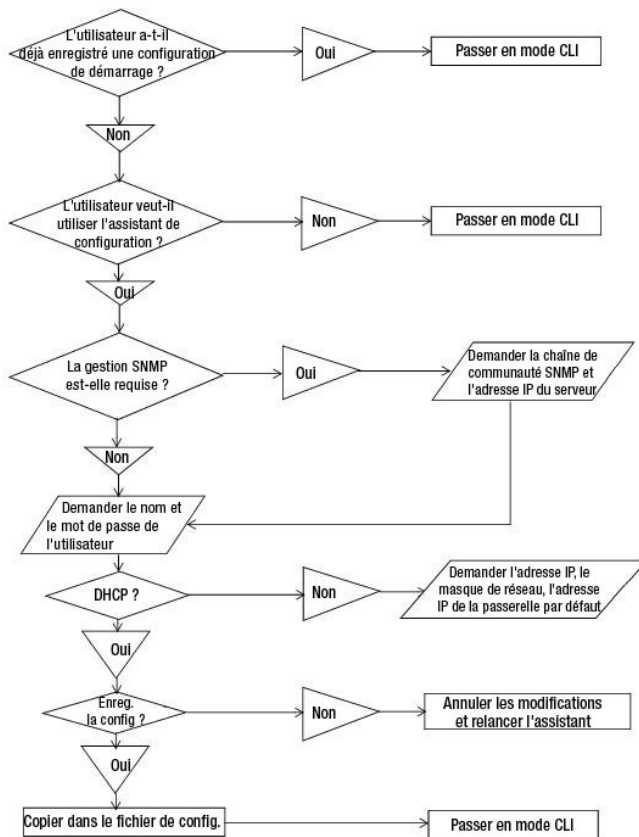 L'utilisateur a-t-il
déjà enregistré une configuration
de démarrage ?
Oui
Passer en mode CLI
Non
L'utilisateur veut-il
utiliser l'assistant de
configuration ?
Non
Passer en mode CLI
Oui
La gestion SNMP
est-elle requise ?
Oui
Demander la chaîne de
communauté SNMP et
l'adresse IP du serveur
Non
Demander le nom et
le mot de passe de
l'utilisateur
DHCP ?
Non
Demander l'adresse IP, le
masque de réseau, l'adresse
IP de la passerelle par défaut
Oui
Enreg.
la config ?
Non
Annuler les modifications
et relancer l'assistant
Oui
Copier dans le fichier de config.
Passer en mode CLI